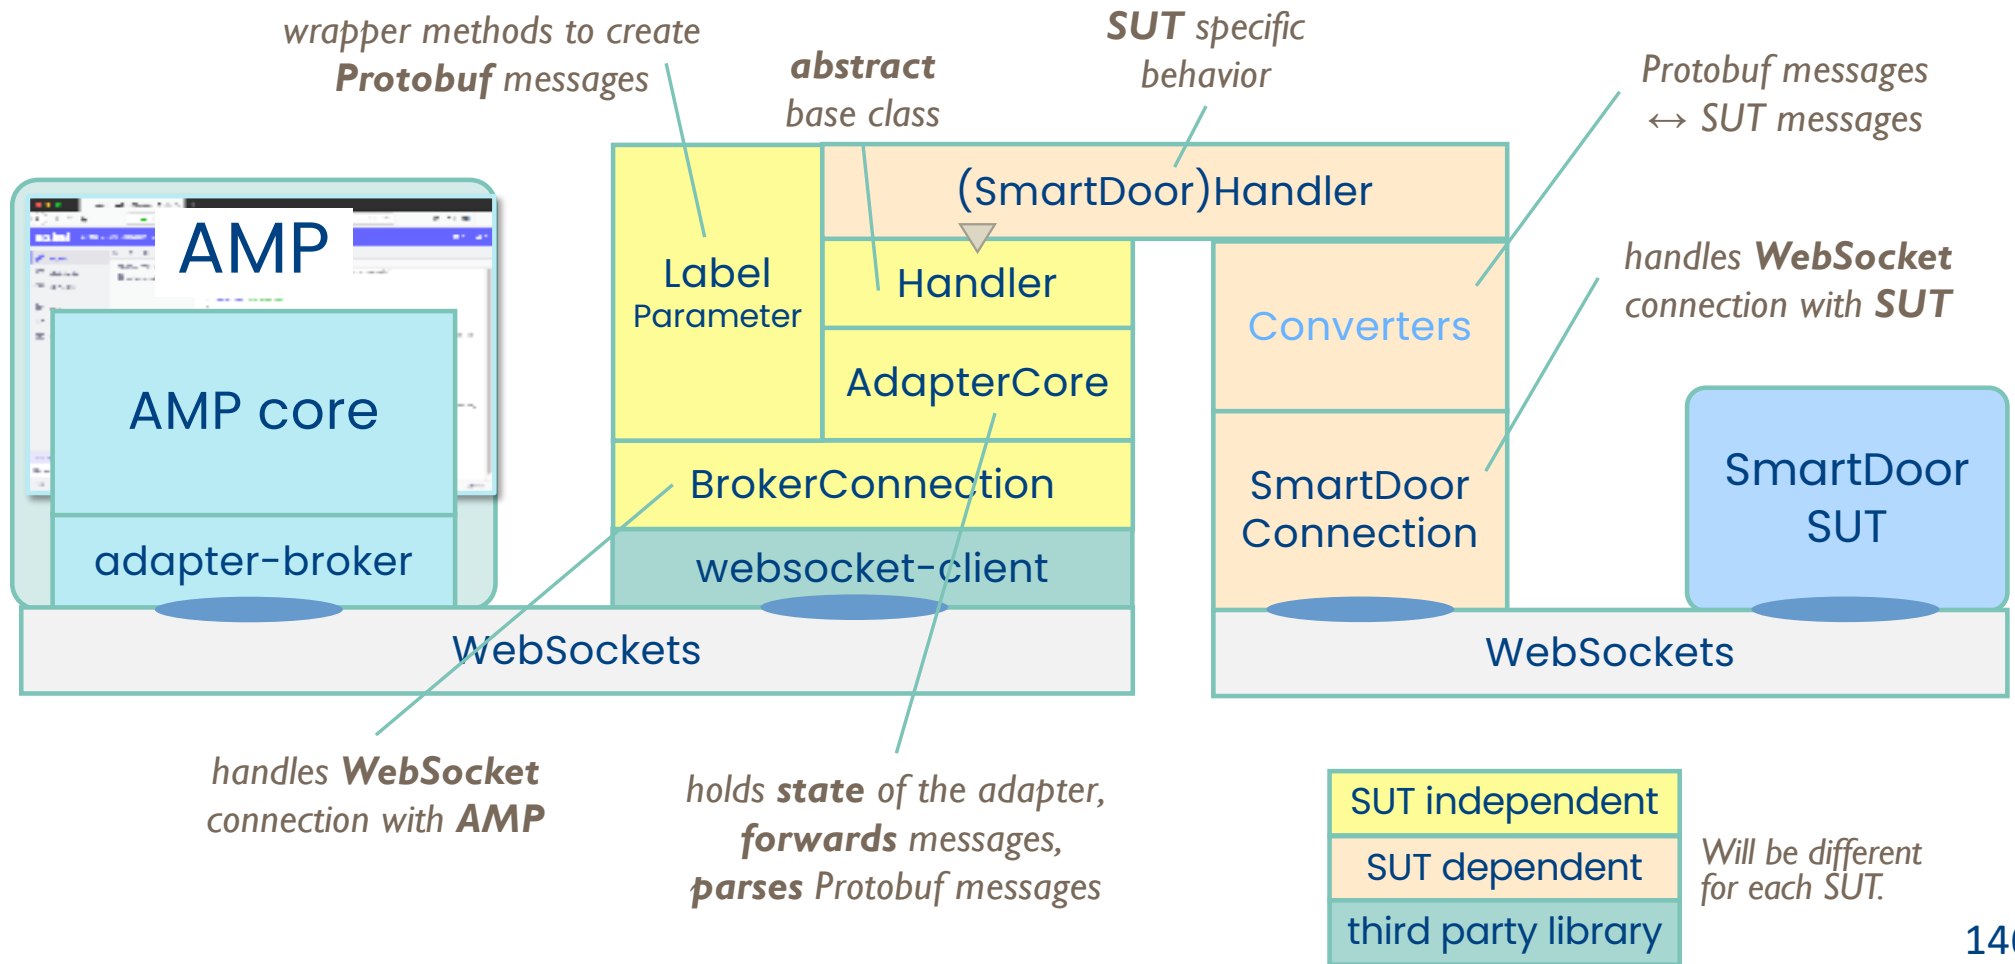 wrapper methods to create
Protobuf messages
abstract
base class
SUT specific
behavior
Protobuf messages
↔ SUT messages
AMP
AMP core
adapter-broker
Label
Parameter
(SmartDoor)Handler
Handler
AdapterCore
BrokerConnection
websocket-client
Converters
SmartDoor
Connection
handles WebSocket
connection with SUT
SmartDoor
SUT
WebSockets
WebSockets
handles WebSocket
connection with AMP
holds state of the adapter,
forwards messages,
parses Protobuf messages
SUT independent
SUT dependent
third party library
Will be different
for each SUT.